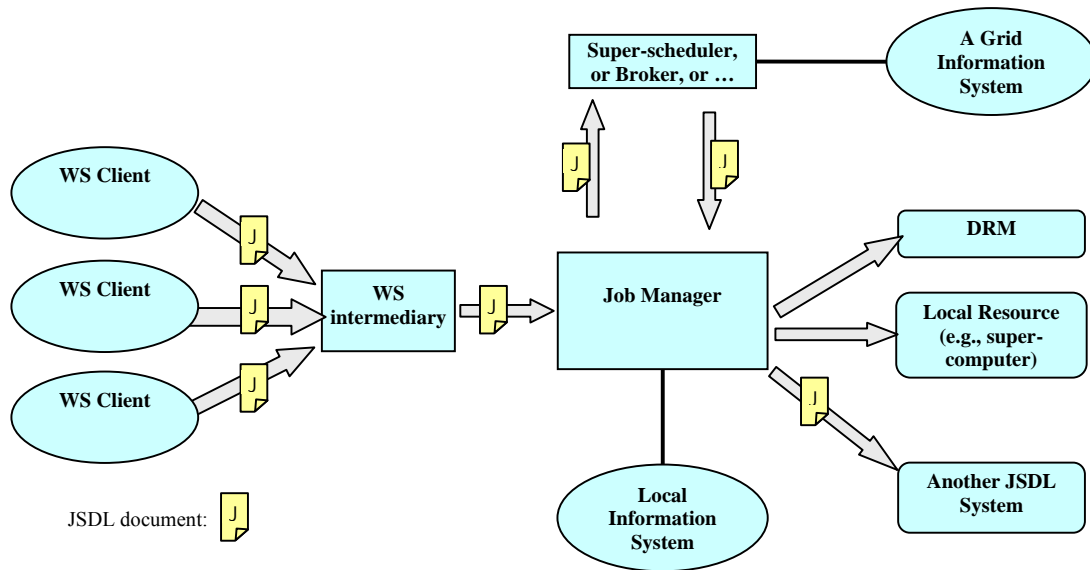 Super-scheduler,
or Broker, or …
A Grid
Information
System
J
J
WS Client
J
WS Client
J
WS Client
J
WS
intermediary
J
Job Manager
DRM
Local Resource
(e.g., super-
computer)
J
Another JSDL
System
Local
Information
System
JSDL document:
J